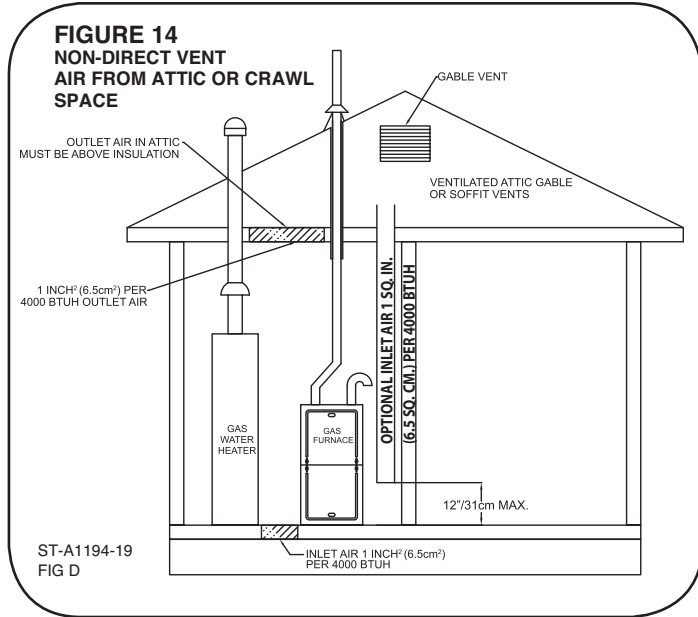 FIGURE 14
NON-DIRECT VENT
AIR FROM ATTIC OR CRAWL
SPACE
GABLE VENT
OUTLET AIR IN ATTIC
MUST BE ABOVE INSULATION
VENTILATED ATTIC GABLE
OR SOFFIT VENTS
1 INCH² (6.5cm²) PER
4000 BTUH OUTLET AIR
OPTIONAL INLET AIR 1 SQ. IN.
(6.5 SQ. CM.) PER 4000 BTUH
GAS
WATER
HEATER
GAS
FURNACE
12"/31cm MAX.
ST-A1194-19
FIG D
INLET AIR 1 INCH² (6.5cm²)
PER 4000 BTUH